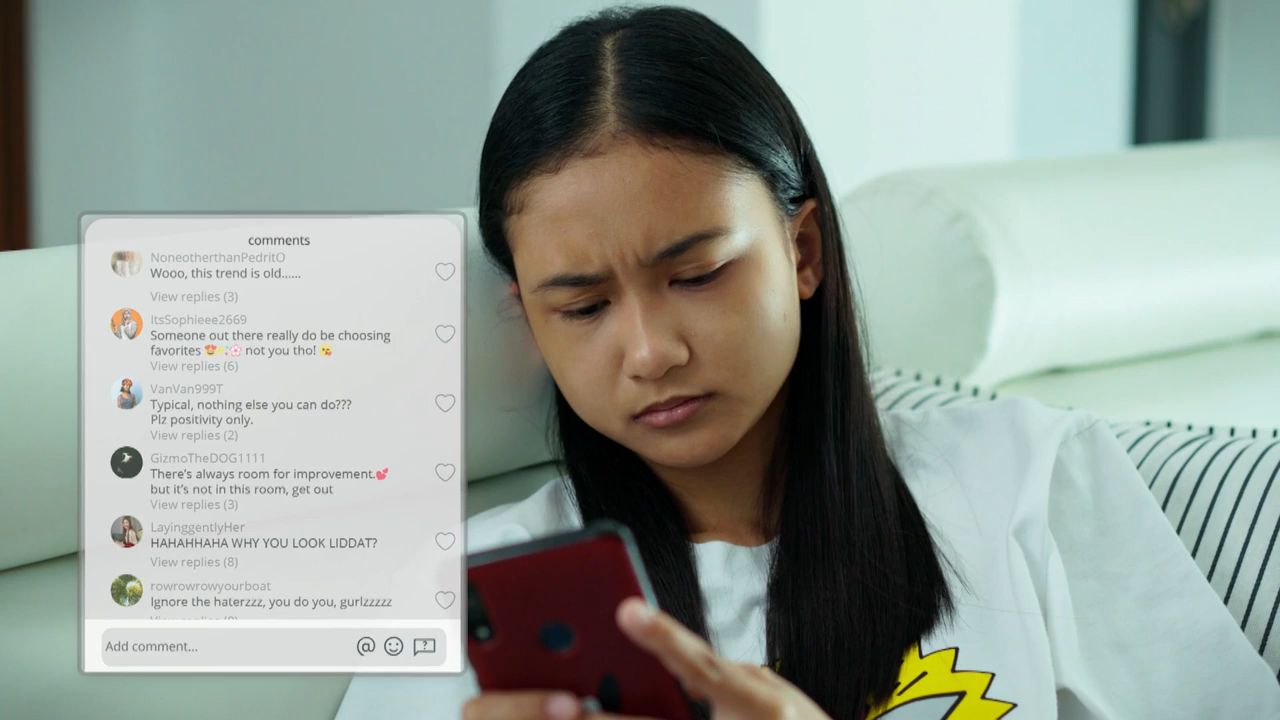 comments
NoneotherthanPedritO
Wooo, this trend is old......
View replies (3)
ItsSophieee2669
Someone out there really do be choosing
favorites 😍✨🌸 not you tho! 😘
View replies (6)
VanVan999T
Typical, nothing else you can do???
Plz positivity only.
View replies (2)
GizmoTheDOG1111
There's always room for improvement.💕
but it's not in this room, get out
View replies (3)
LayinggentlyHer
HAHAHHAHA WHY YOU LOOK LIDDAT?
View replies (8)
rowrowrowyourboat
Ignore the haterzzz, you do you, gurlzzzzz
Add comment...